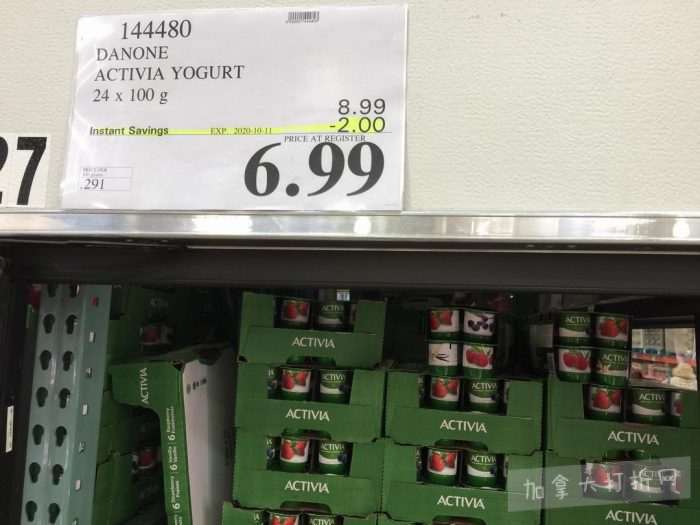 144480
DANONE
ACTIVIA YOGURT
24 x 100 g
8.99
Instant Savings EXP. 2020-10-11 -2.00
PRICE AT REGISTER
6.99
.291
27
ACTIVIA
ACTIVIA
ACTIVIA
ACTIVIA
ACTIVIA
ACTIVIA
ACTIVIA
ACTIVIA
ACTIVIA
ACTIVIA
ACTIVIA
加拿大打折网